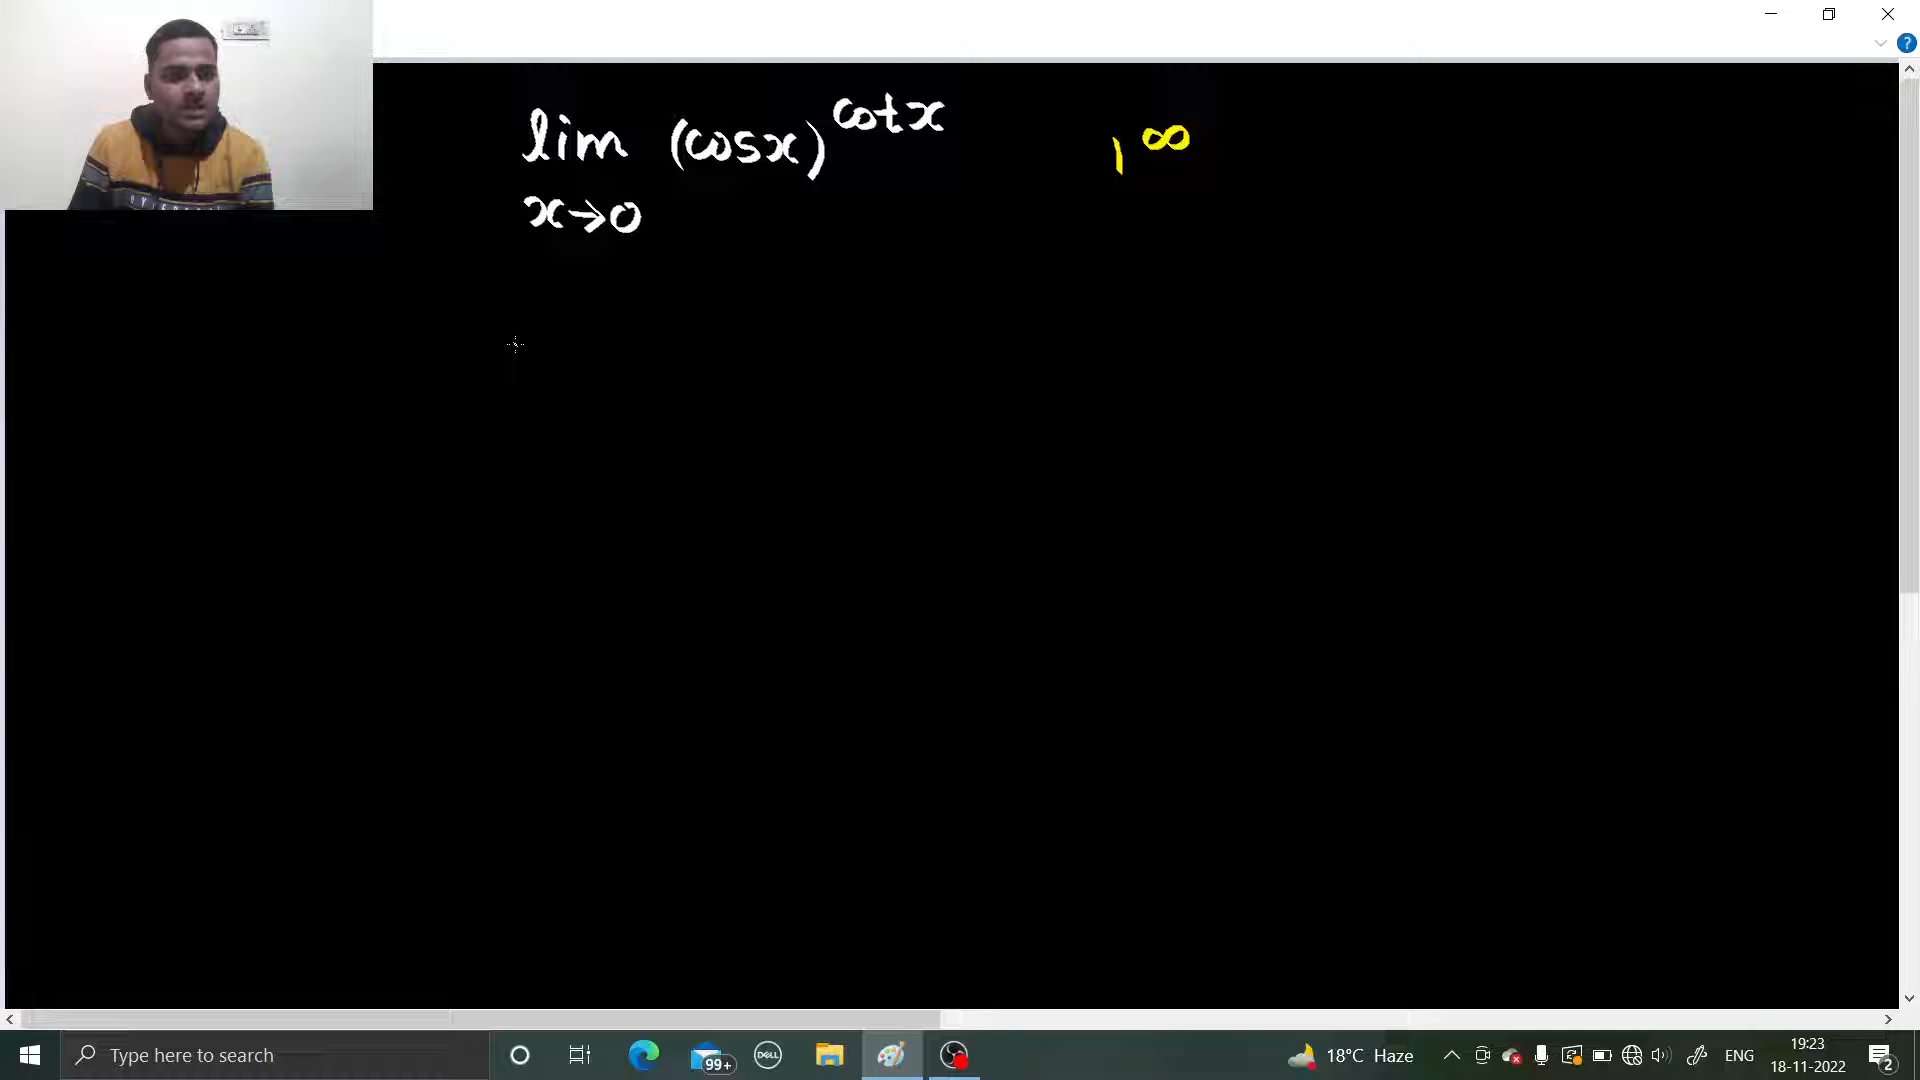 lim (cosx)^cotx 1^∞
x→0
Type here to search
99+
DELL
18°C Haze
ENG
19:23
18-11-2022
2
?